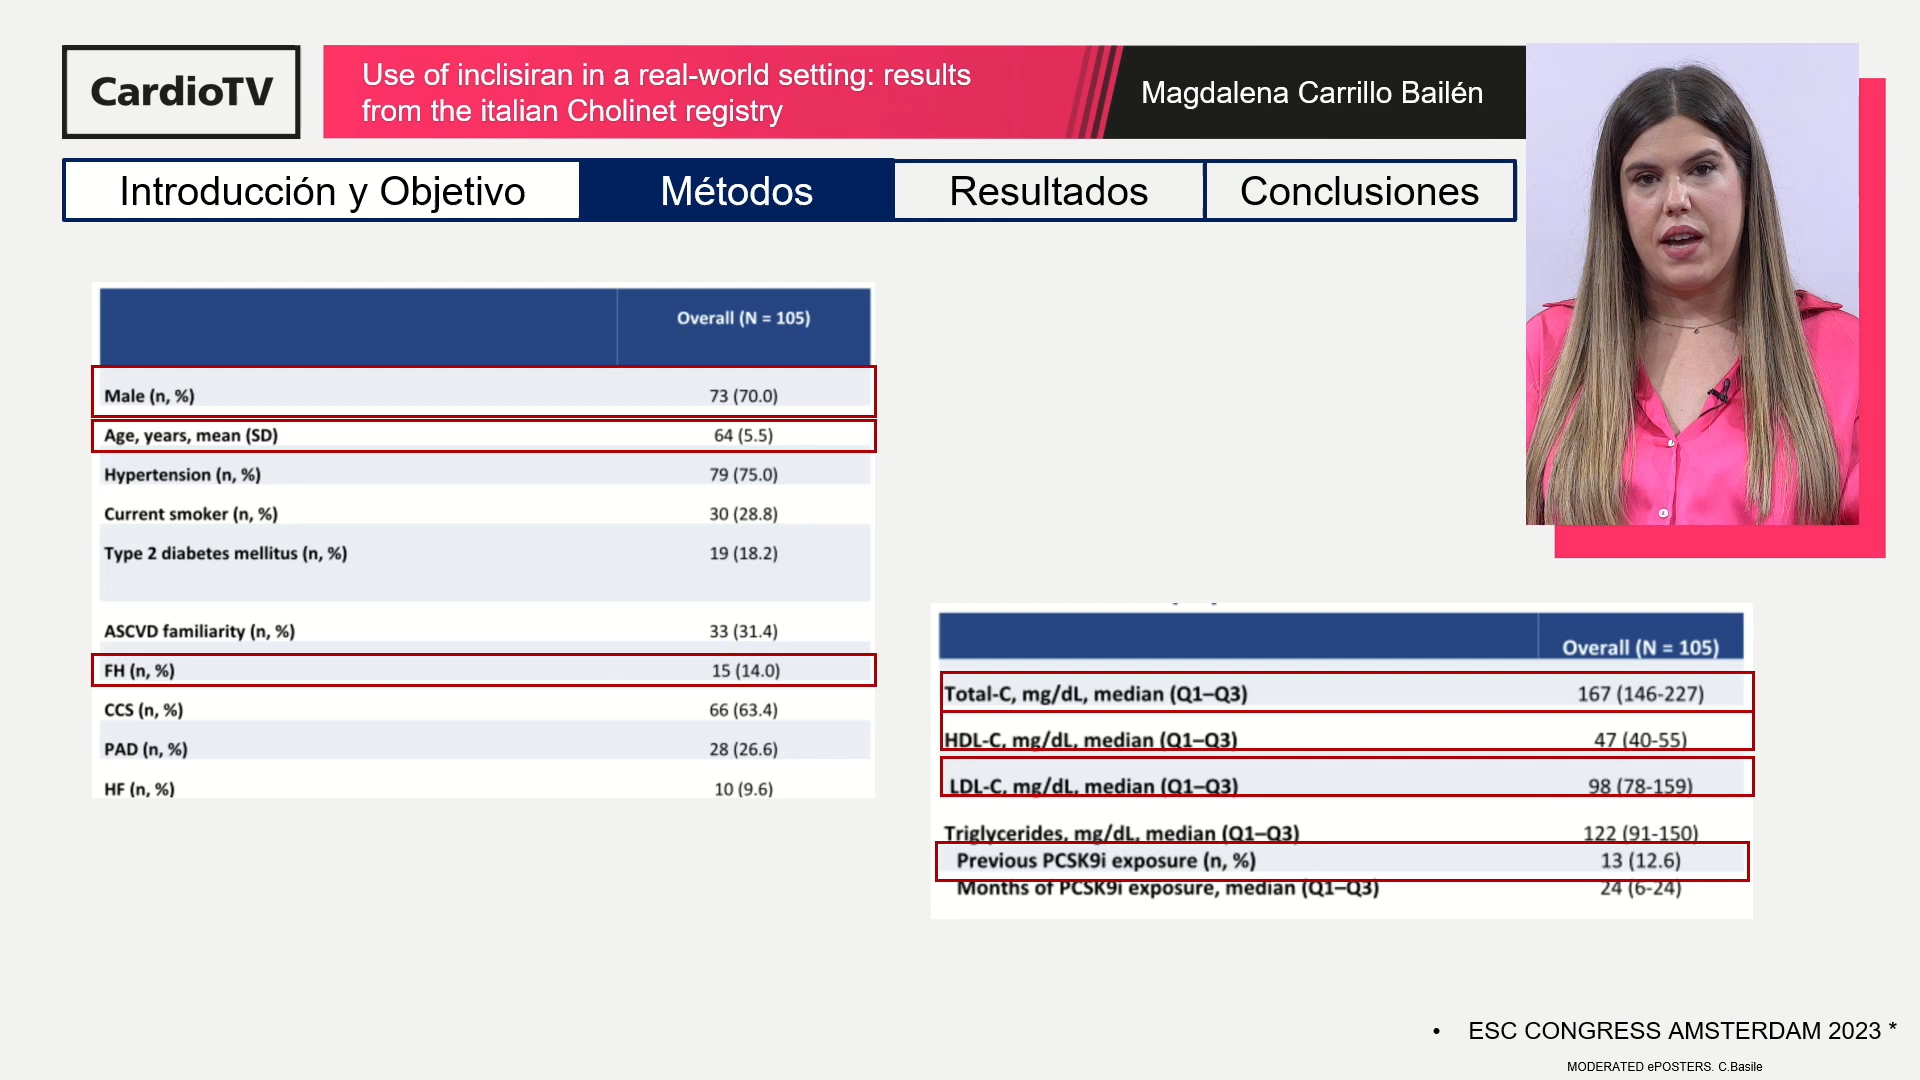 CardioTV
Use of inclisiran in a real-world setting: results
from the italian Cholinet registry
Magdalena Carrillo Bailén
Introducción y Objetivo
Métodos
Resultados
Conclusiones
Overall (N = 105)
Male (n, %) 73 (70.0)
Age, years, mean (SD) 64 (5.5)
Hypertension (n, %) 79 (75.0)
Current smoker (n, %) 30 (28.8)
Type 2 diabetes mellitus (n, %) 19 (18.2)
ASCVD familiarity (n, %) 33 (31.4)
FH (n, %) 15 (14.0)
CCS (n, %) 66 (63.4)
PAD (n, %) 28 (26.6)
HF (n, %) 10 (9.6)
Overall (N = 105)
Total-C, mg/dL, median (Q1–Q3) 167 (146-227)
HDL-C, mg/dL, median (Q1–Q3) 47 (40-55)
LDL-C, mg/dL, median (Q1–Q3) 98 (78-159)
Triglycerides, mg/dL, median (Q1–Q3) 122 (91-150)
Previous PCSK9i exposure (n, %) 13 (12.6)
Months of PCSK9i exposure, median (Q1–Q3) 24 (6-24)
• ESC CONGRESS AMSTERDAM 2023 *
MODERATED ePOSTERS. C.Basile